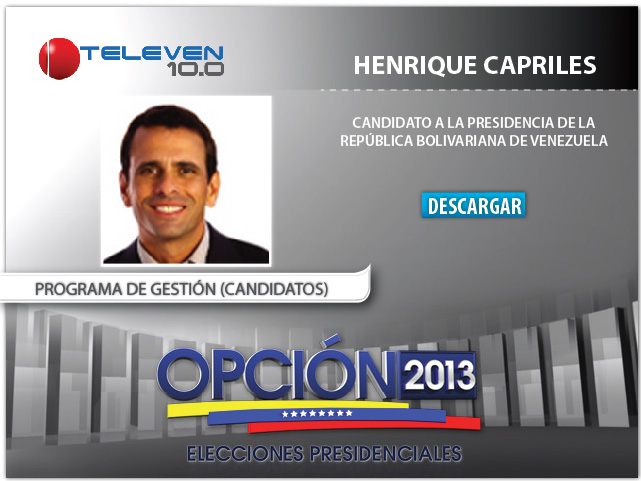 TELEVEN
10.0
HENRIQUE CAPRILES
CANDIDATO A LA PRESIDENCIA DE LA
REPÚBLICA BOLIVARIANA DE VENEZUELA
DESCARGAR
PROGRAMA DE GESTIÓN (CANDIDATOS)
OPCIÓN 2013
ELECCIONES PRESIDENCIALES